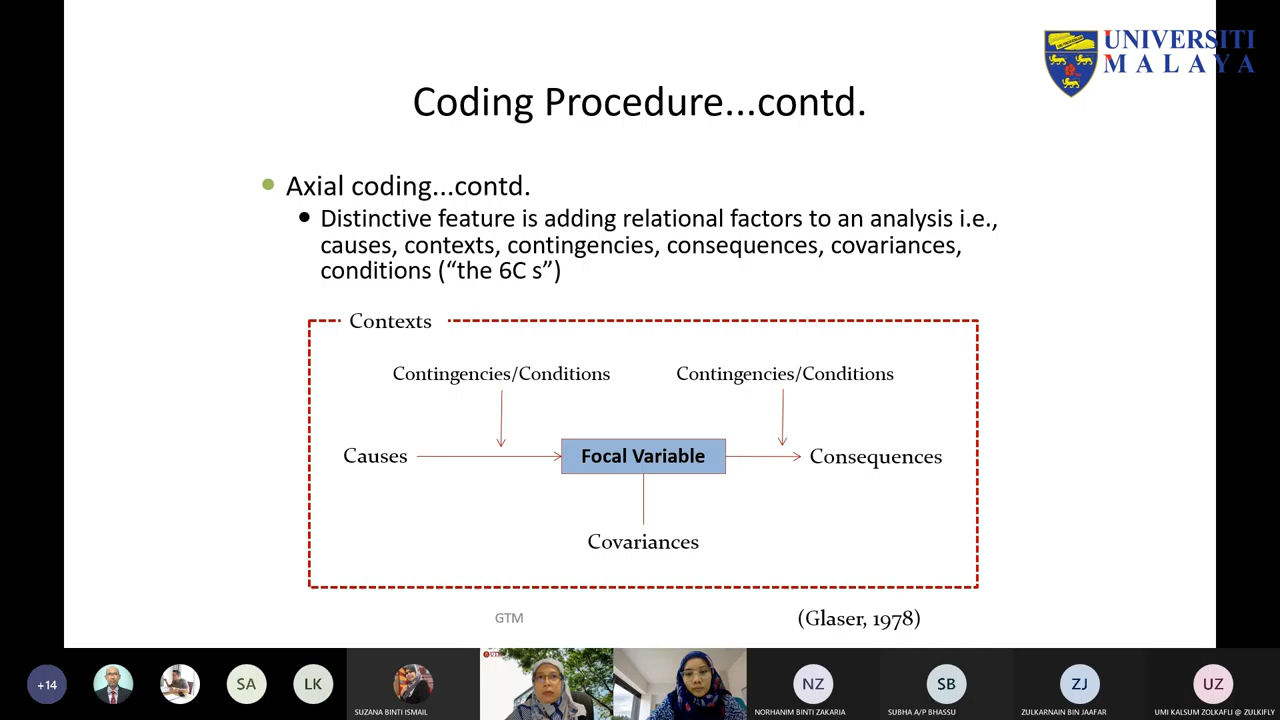 UNIVERSITI
MALAYA
Coding Procedure...contd.
Axial coding...contd.
Distinctive feature is adding relational factors to an analysis i.e.,
causes, contexts, contingencies, consequences, covariances,
conditions (“the 6C s”)
Contexts
Contingencies/Conditions
Contingencies/Conditions
Causes
Focal Variable
Consequences
Covariances
GTM
(Glaser, 1978)
+14
SA
LK
SUZANA BINTI ISMAIL
NZ
NORHANIM BINTI ZAKARIA
SB
SUBHA A/P BHASSU
ZJ
ZULKARNAIN BIN JAAFAR
UZ
UMI KALSUM ZOLKAFLI @ ZULKIFLY